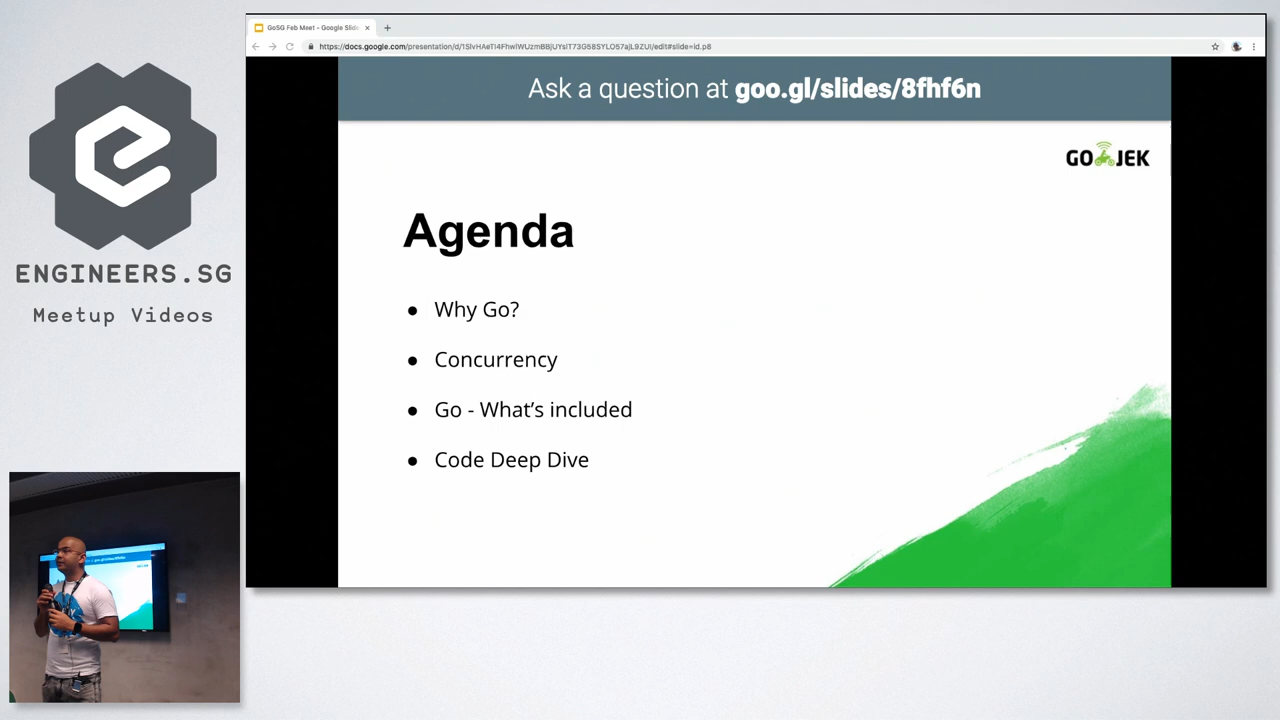 GoSG Feb Meet - Google Slide
Ask a question at goo.gl/slides/8fhf6n
GO JEK
Agenda
• Why Go?
• Concurrency
• Go - What's included
• Code Deep Dive
ENGINEERS.SG
Meetup Videos